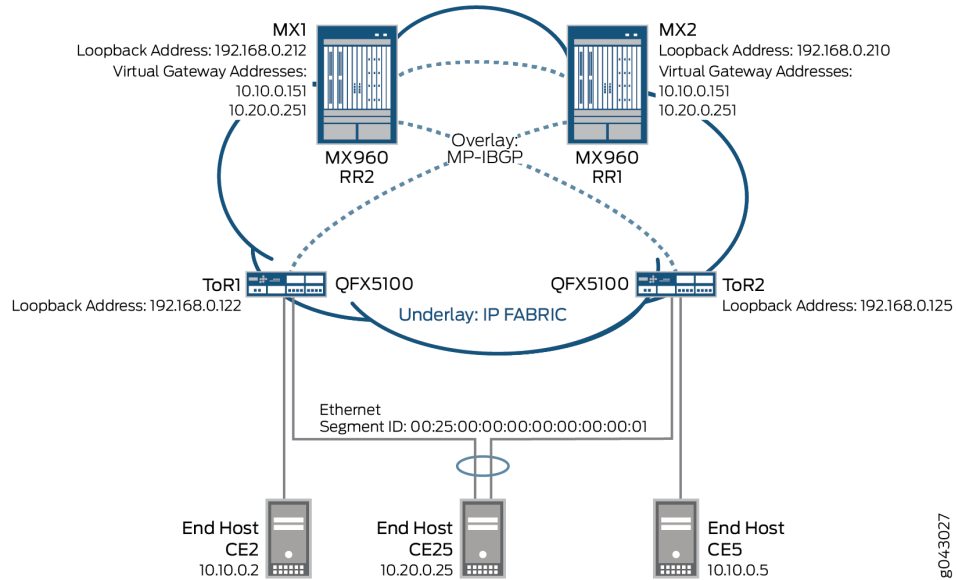 MX1
Loopback Address: 192.168.0.212
Virtual Gateway Addresses:
10.10.0.151
10.20.0.251
MX2
Loopback Address: 192.168.0.210
Virtual Gateway Addresses:
10.10.0.151
10.20.0.251
MX960
RR2
Overlay:
MP-IBGP
MX960
RR1
ToR1
QFX5100
Loopback Address: 192.168.0.122
QFX5100
ToR2
Loopback Address: 192.168.0.125
Underlay: IP FABRIC
Ethernet
Segment ID: 00:25:00:00:00:00:00:00:00:01
End Host
CE2
10.10.0.2
End Host
CE25
10.20.0.25
End Host
CE5
10.10.0.5
g043027